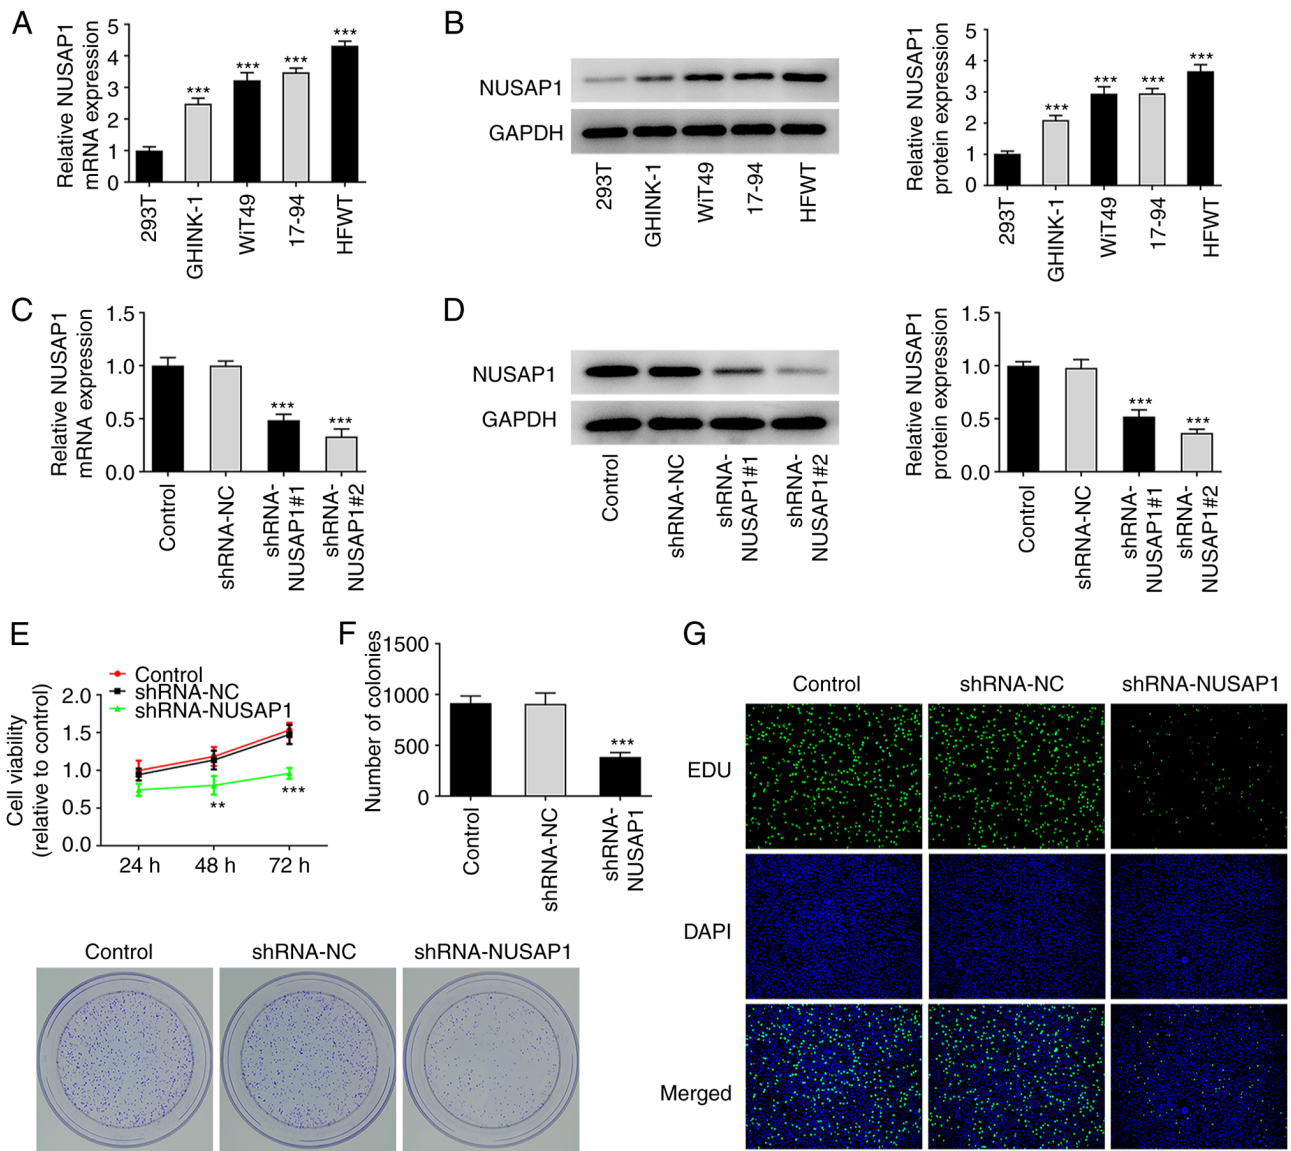 A
Relative NUSAP1
mRNA expression
5
4
3
2
1
0
***
***
***
***
293T
GHINK-1
WiT49
17-94
HFWT
B
NUSAP1
GAPDH
293T
GHINK-1
WiT49
17-94
HFWT
Relative NUSAP1
protein expression
5
4
3
2
1
0
***
***
***
***
293T
GHINK-1
WiT49
17-94
HFWT
C
Relative NUSAP1
mRNA expression
1.5
1.0
0.5
0.0
***
***
Control
shRNA-NC
shRNA-
NUSAP1#1
shRNA-
NUSAP1#2
D
NUSAP1
GAPDH
Control
shRNA-NC
shRNA-
NUSAP1#1
shRNA-
NUSAP1#2
Relative NUSAP1
protein expression
1.5
1.0
0.5
0.0
***
***
Control
shRNA-NC
shRNA-
NUSAP1#1
shRNA-
NUSAP1#2
E
Control
shRNA-NC
shRNA-NUSAP1
Cell viability
(relative to control)
2.0
1.5
1.0
0.5
0.0
**
***
24 h
48 h
72 h
F
Number of colonies
1500
1000
500
0
***
Control
shRNA-NC
shRNA-
NUSAP1
Control
shRNA-NC
shRNA-NUSAP1
G
Control
shRNA-NC
shRNA-NUSAP1
EDU
DAPI
Merged